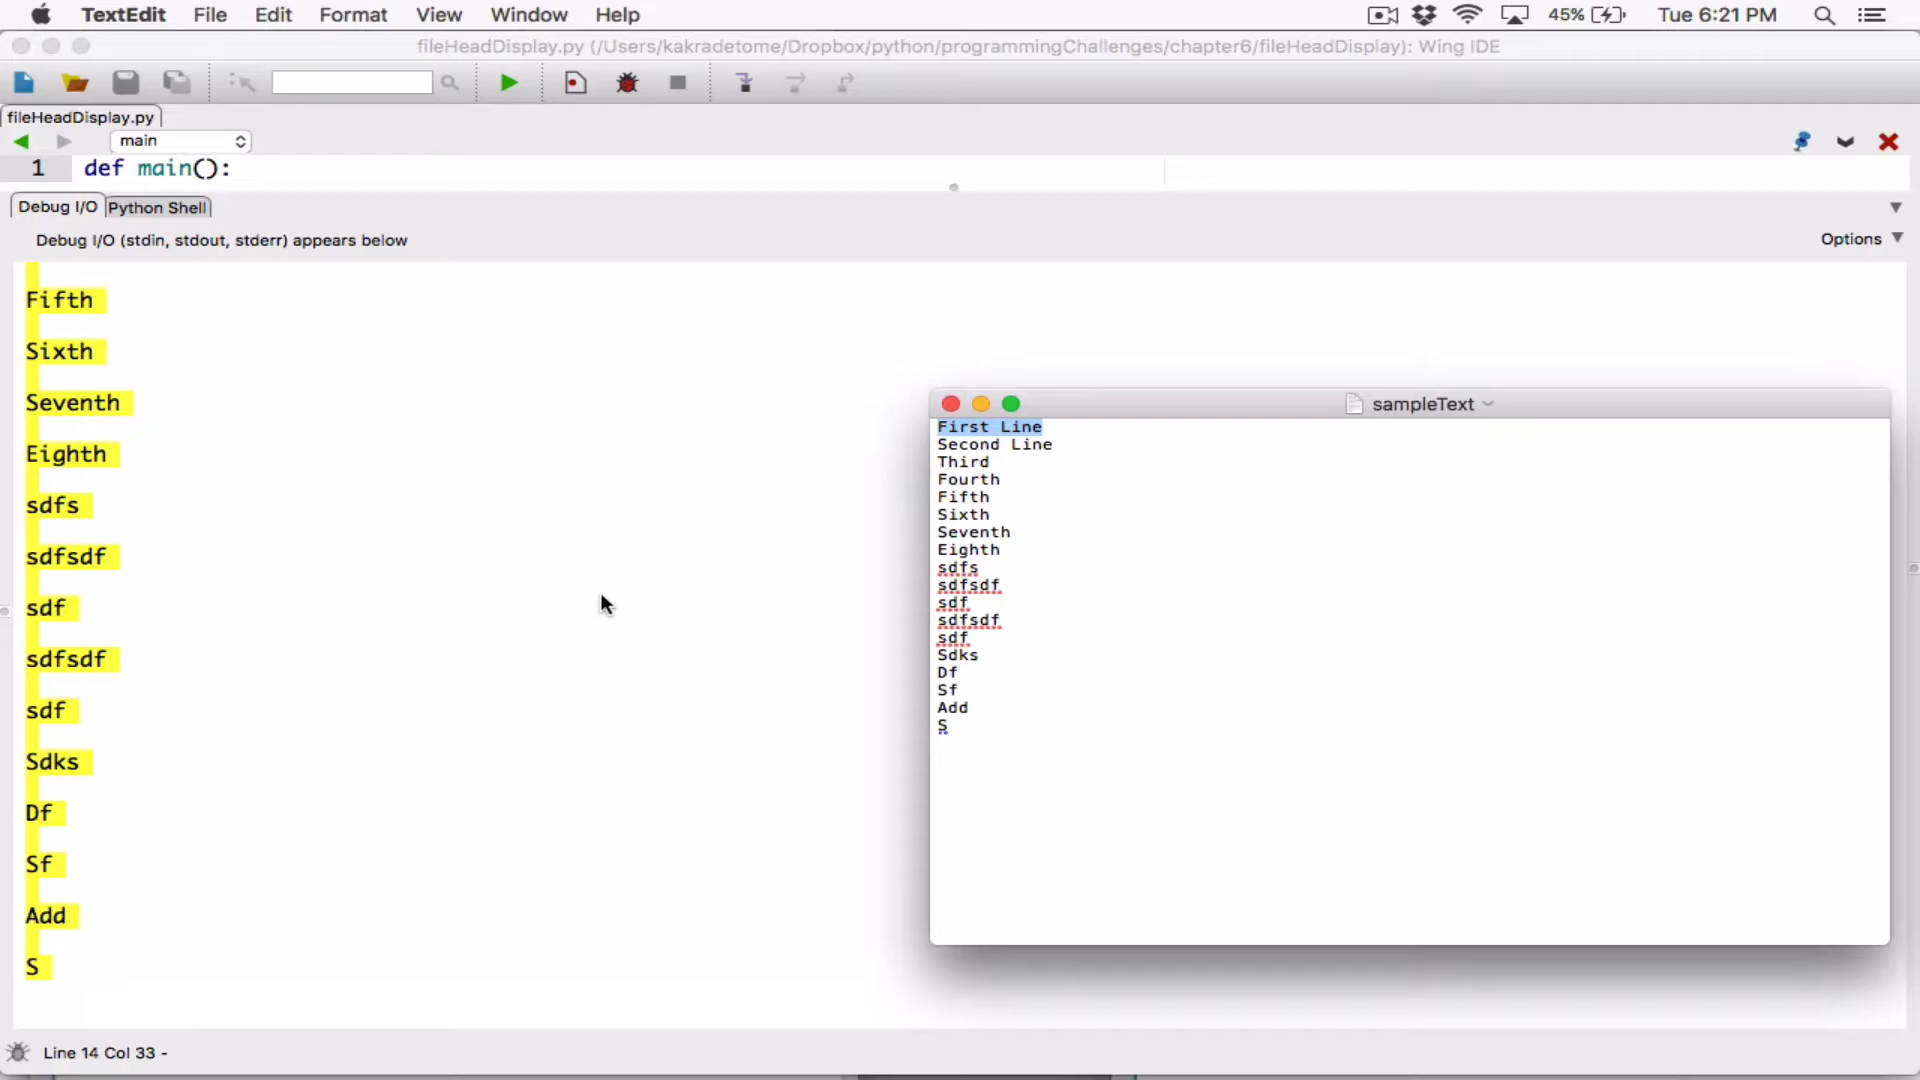 TextEdit File Edit Format View Window Help 45% Tue 6:21 PM
fileHeadDisplay.py (/Users/kakradetome/Dropbox/python/programmingChallenges/chapter6/fileHeadDisplay): Wing IDE
fileHeadDisplay.py
main
1 def main():
Debug I/O Python Shell
Debug I/O (stdin, stdout, stderr) appears below
Options
Fifth
Sixth
Seventh
Eighth
sdfs
sdfsdf
sdf
sdfsdf
sdf
Sdks
Df
Sf
Add
S
sampleText
First Line
Second Line
Third
Fourth
Fifth
Sixth
Seventh
Eighth
sdfs
sdfsdf
sdf
sdfsdf
sdf
Sdks
Df
Sf
Add
S
Line 14 Col 33 -